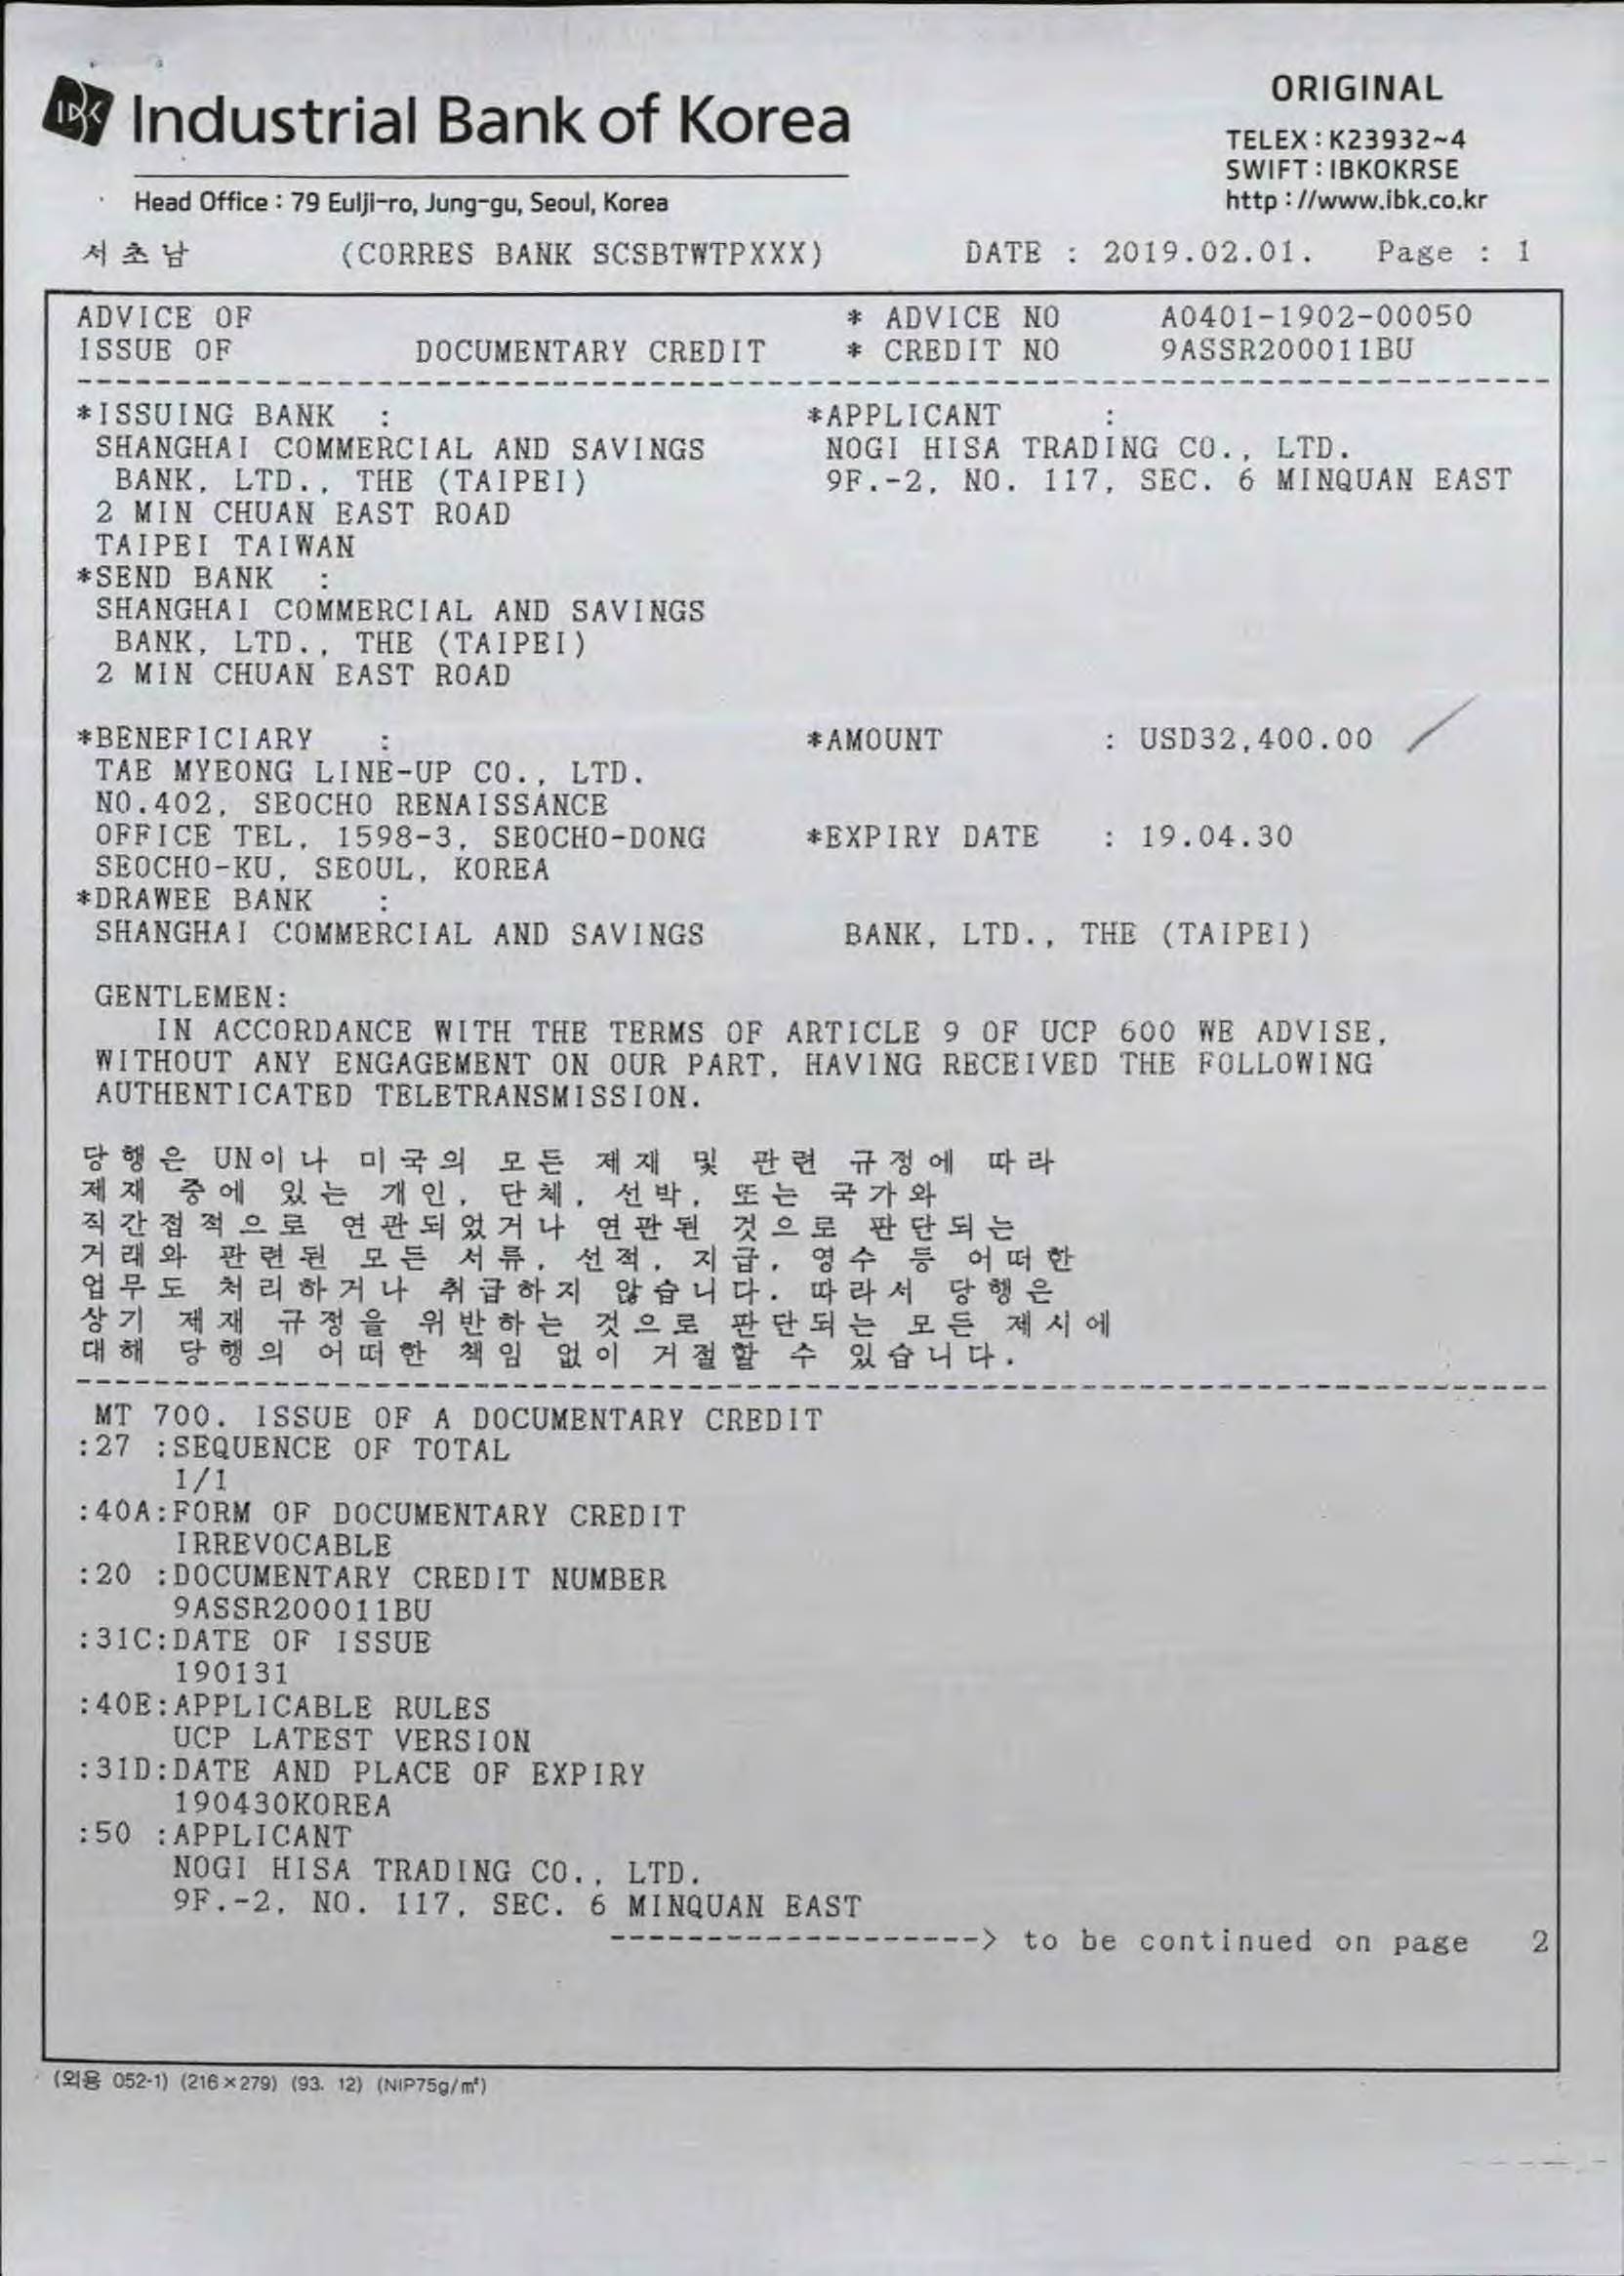 IBK Industrial Bank of Korea
ORIGINAL
TELEX : K23932~4
SWIFT : IBKOKRSE
Head Office : 79 Eulji-ro, Jung-gu, Seoul, Korea
http : //www.ibk.co.kr
서초남 (CORRES BANK SCSBTWTPXXX) DATE : 2019.02.01. Page : 1
ADVICE OF * ADVICE NO A0401-1902-00050
ISSUE OF DOCUMENTARY CREDIT * CREDIT NO 9ASSR200011BU
*ISSUING BANK : *APPLICANT :
SHANGHAI COMMERCIAL AND SAVINGS NOGI HISA TRADING CO., LTD.
BANK, LTD., THE (TAIPEI) 9F.-2, NO. 117, SEC. 6 MINQUAN EAST
2 MIN CHUAN EAST ROAD
TAIPEI TAIWAN
*SEND BANK :
SHANGHAI COMMERCIAL AND SAVINGS
BANK, LTD., THE (TAIPEI)
2 MIN CHUAN EAST ROAD
*BENEFICIARY : *AMOUNT : USD32,400.00
TAE MYEONG LINE-UP CO., LTD.
NO.402, SEOCHO RENAISSANCE
OFFICE TEL, 1598-3, SEOCHO-DONG *EXPIRY DATE : 19.04.30
SEOCHO-KU, SEOUL, KOREA
*DRAWEE BANK :
SHANGHAI COMMERCIAL AND SAVINGS BANK, LTD., THE (TAIPEI)
GENTLEMEN:
IN ACCORDANCE WITH THE TERMS OF ARTICLE 9 OF UCP 600 WE ADVISE,
WITHOUT ANY ENGAGEMENT ON OUR PART, HAVING RECEIVED THE FOLLOWING
AUTHENTICATED TELETRANSMISSION.
당행은 UN이나 미국의 모든 제재 및 관련 규정에 따라
제재 중에 있는 개인, 단체, 선박, 또는 국가와
직간접적으로 연관되었거나 연관된 것으로 판단되는
거래와 관련된 모든 서류, 선적, 지급, 영수 등 어떠한
업무도 처리하거나 취급하지 않습니다. 따라서 당행은
상기 제재 규정을 위반하는 것으로 판단되는 모든 제시에
대해 당행의 어떠한 책임 없이 거절할 수 있습니다.
MT 700. ISSUE OF A DOCUMENTARY CREDIT
:27 :SEQUENCE OF TOTAL
1/1
:40A:FORM OF DOCUMENTARY CREDIT
IRREVOCABLE
:20 :DOCUMENTARY CREDIT NUMBER
9ASSR200011BU
:31C:DATE OF ISSUE
190131
:40E:APPLICABLE RULES
UCP LATEST VERSION
:31D:DATE AND PLACE OF EXPIRY
190430KOREA
:50 :APPLICANT
NOGI HISA TRADING CO., LTD.
9F.-2, NO. 117, SEC. 6 MINQUAN EAST
-------------------> to be continued on page 2
(외용 052-1) (216×279) (93. 12) (NIP75g/㎡)